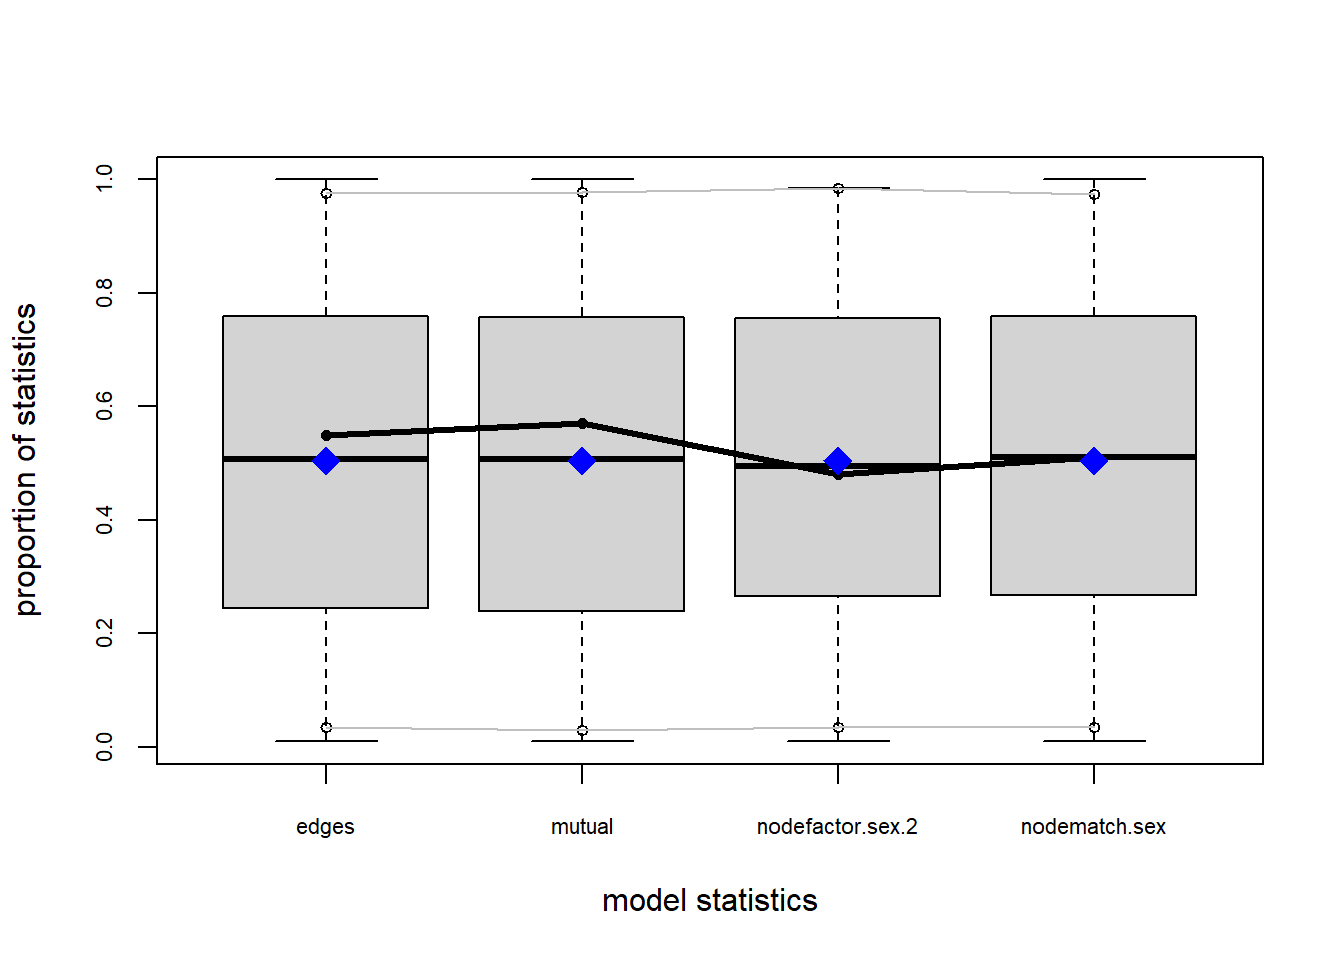 proportion of statistics
1.0
0.8
0.6
0.4
0.2
0.0
edges mutual nodefactor.sex.2 nodematch.sex
model statistics